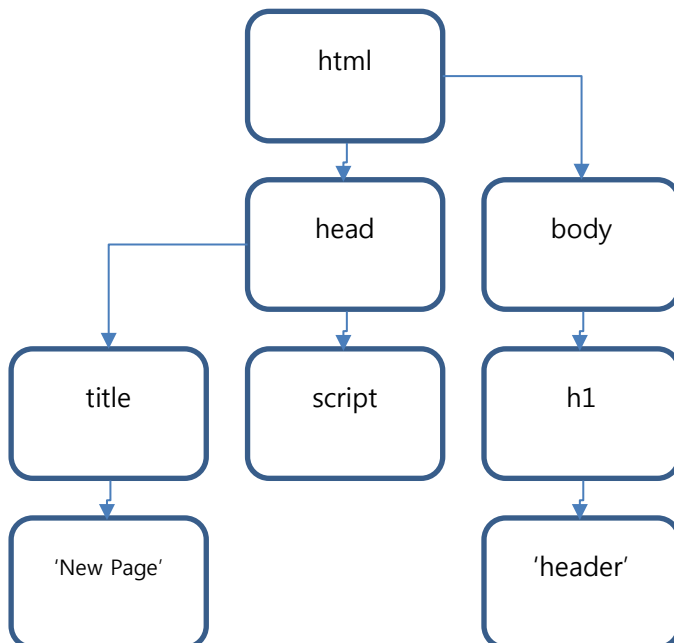 html
head
body
title
script
h1
'New Page'
‘header’